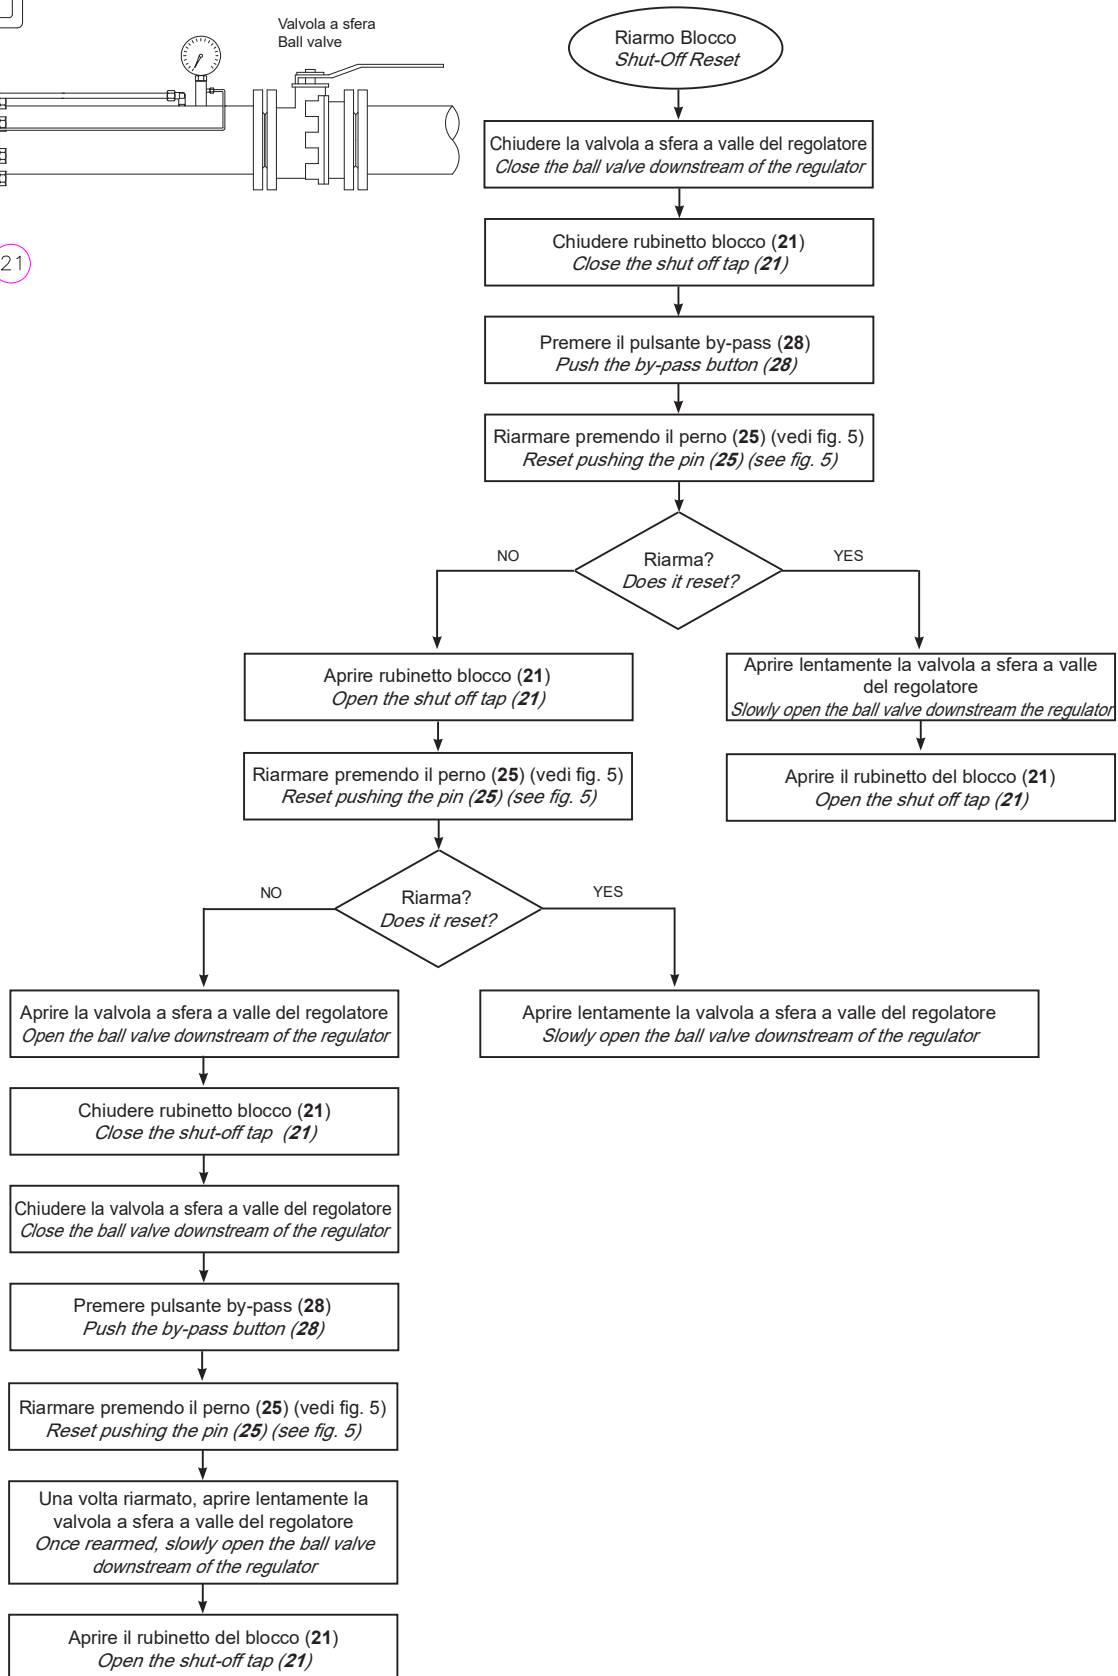 Valvola a sfera
Ball valve
21
Riarmo Blocco
Shut-Off Reset
Chiudere la valvola a sfera a valle del regolatore
Close the ball valve downstream of the regulator
Chiudere rubinetto blocco (21)
Close the shut off tap (21)
Premere il pulsante by-pass (28)
Push the by-pass button (28)
Riarmare premendo il perno (25) (vedi fig. 5)
Reset pushing the pin (25) (see fig. 5)
Riarma?
Does it reset?
NO
YES
Aprire rubinetto blocco (21)
Open the shut off tap (21)
Aprire lentamente la valvola a sfera a valle
del regolatore
Slowly open the ball valve downstream the regulator
Riarmare premendo il perno (25) (vedi fig. 5)
Reset pushing the pin (25) (see fig. 5)
Aprire il rubinetto del blocco (21)
Open the shut off tap (21)
Riarma?
Does it reset?
NO
YES
Aprire la valvola a sfera a valle del regolatore
Open the ball valve downstream of the regulator
Aprire lentamente la valvola a sfera a valle del regolatore
Slowly open the ball valve downstream of the regulator
Chiudere rubinetto blocco (21)
Close the shut-off tap (21)
Chiudere la valvola a sfera a valle del regolatore
Close the ball valve downstream of the regulator
Premere pulsante by-pass (28)
Push the by-pass button (28)
Riarmare premendo il perno (25) (vedi fig. 5)
Reset pushing the pin (25) (see fig. 5)
Una volta riarmato, aprire lentamente la
valvola a sfera a valle del regolatore
Once rearmed, slowly open the ball valve
downstream of the regulator
Aprire il rubinetto del blocco (21)
Open the shut-off tap (21)